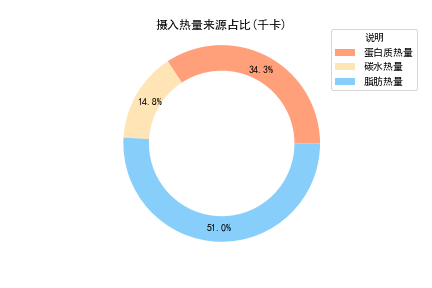 摄入热量来源占比(千卡)
说明
蛋白质热量
碳水热量
脂肪热量
34.3%
14.8%
51.0%